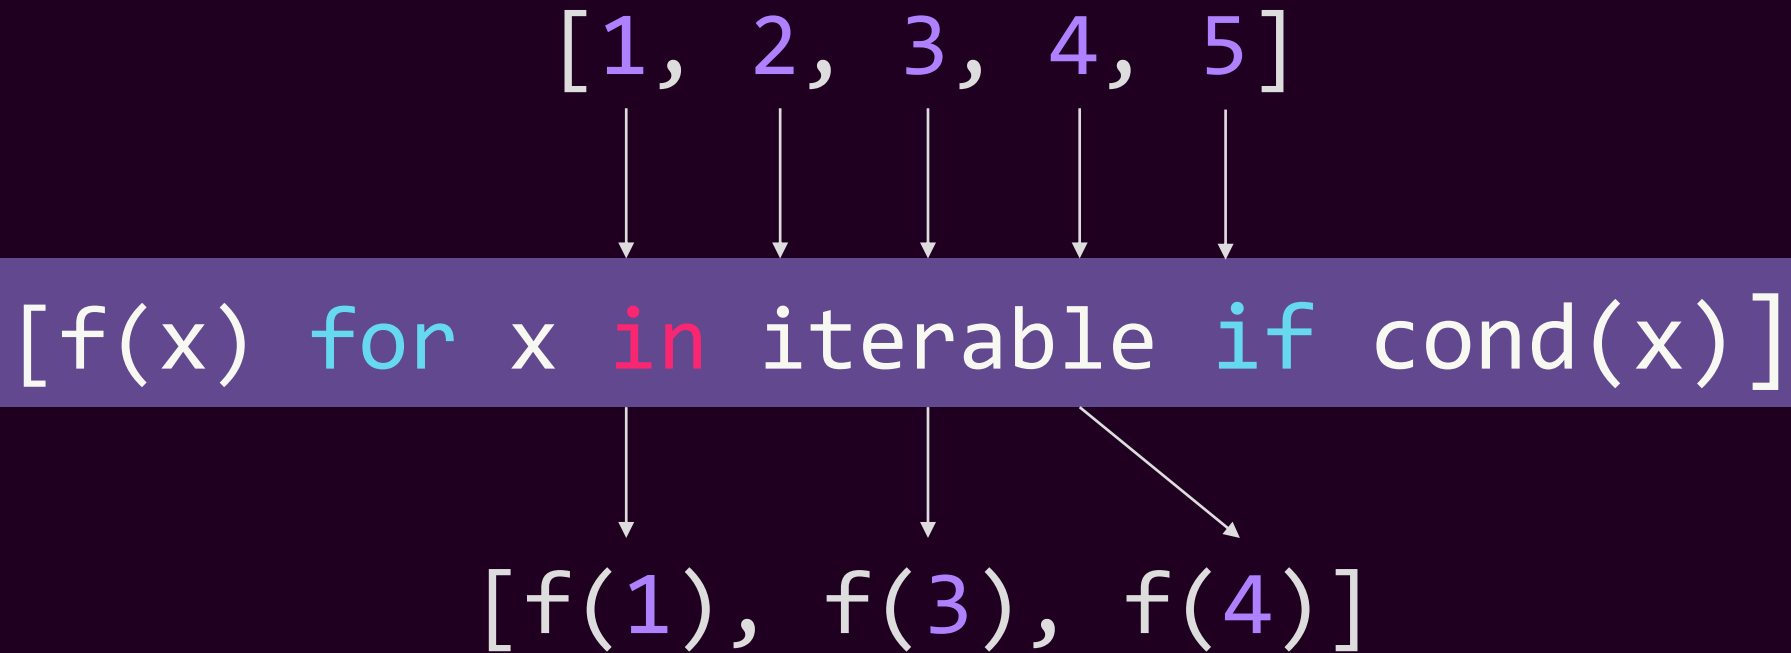 [1, 2, 3, 4, 5]
[f(x) for x in iterable if cond(x)]
[f(1), f(3), f(4)]